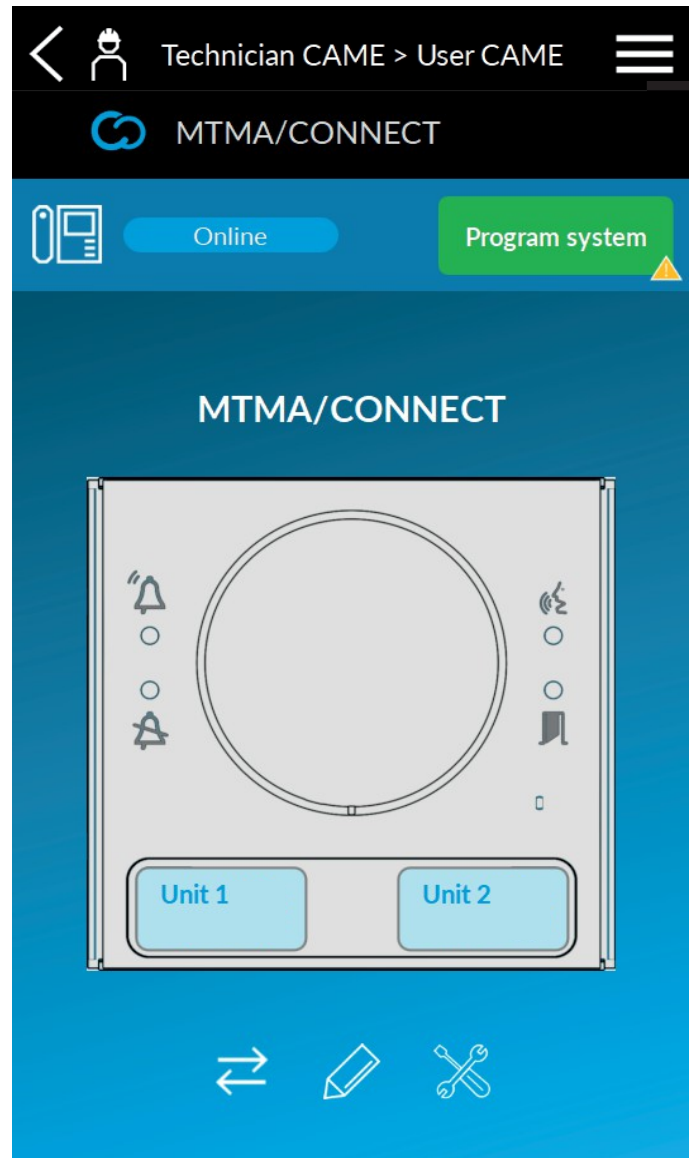 Technician CAME > User CAME
MTMA/CONNECT
Online
Program system
MTMA/CONNECT
Unit 1
Unit 2